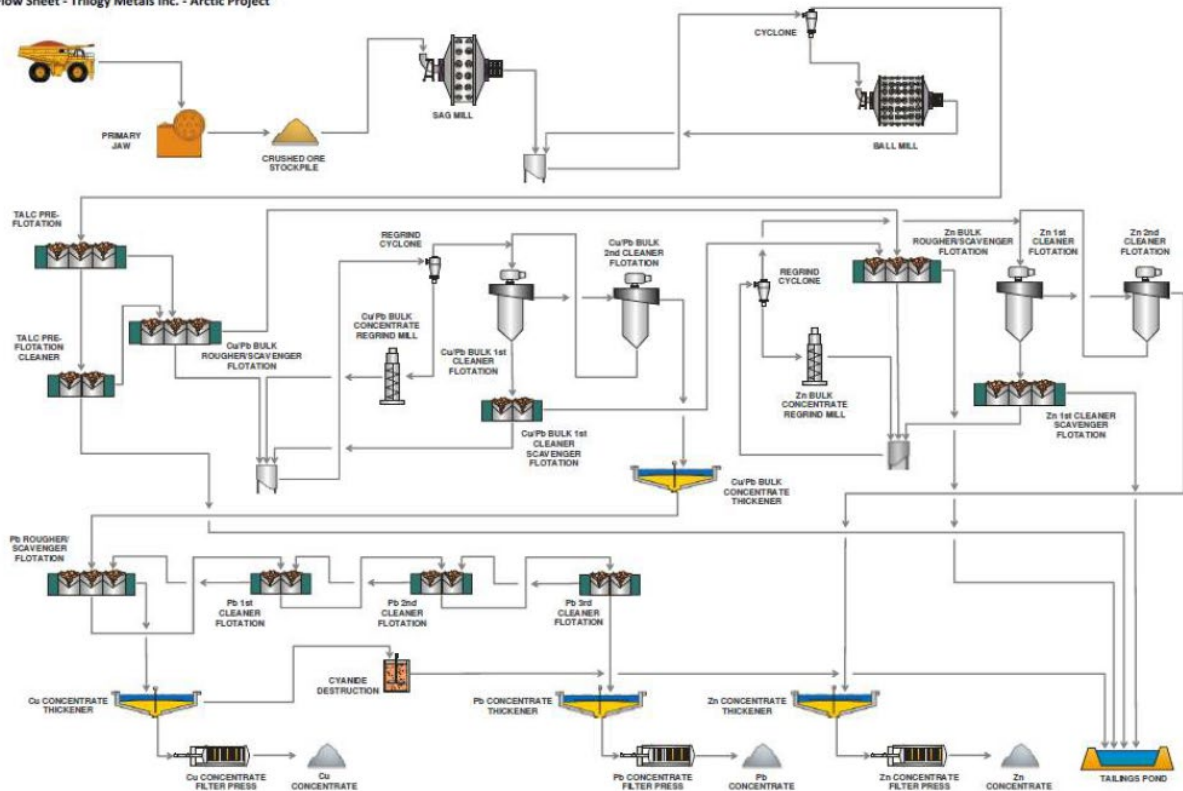 Flow Sheet - Trilogy Metals Inc. - Arctic Project
CYCLONE
SAG MILL
PRIMARY
JAW
CRUSHED ORE
STOCKPILE
BALL MILL
TALC PRE-
FLOTATION
REGRIND
CYCLONE
Cu/Pb BULK
2nd CLEANER
FLOTATION
Zn BULK
ROUGHER/SCAVENGER
FLOTATION
Zn 1st
CLEANER
FLOTATION
Zn 2nd
CLEANER
FLOTATION
REGRIND
CYCLONE
TALC PRE-
FLOTATION
CLEANER
Cu/Pb BULK
ROUGHER/SCAVENGER
FLOTATION
Cu/Pb BULK
CONCENTRATE
REGRIND MILL
Cu/Pb BULK 1st
CLEANER
FLOTATION
Zn BULK
CONCENTRATE
REGRIND MILL
Cu/Pb BULK 1st
CLEANER
SCAVENGER
FLOTATION
Zn 1st CLEANER
SCAVENGER
FLOTATION
Cu/Pb BULK
CONCENTRATE
THICKENER
Pb ROUGHER/
SCAVENGER
FLOTATION
Pb 1st
CLEANER
FLOTATION
Pb 2nd
CLEANER
FLOTATION
Pb 3rd
CLEANER
FLOTATION
CYANIDE
DESTRUCTION
Cu CONCENTRATE
THICKENER
Pb CONCENTRATE
THICKENER
Zn CONCENTRATE
THICKENER
Cu CONCENTRATE
FILTER PRESS
Cu
CONCENTRATE
Pb CONCENTRATE
FILTER PRESS
Pb
CONCENTRATE
Zn CONCENTRATE
FILTER PRESS
Zn
CONCENTRATE
TAILINGS POND